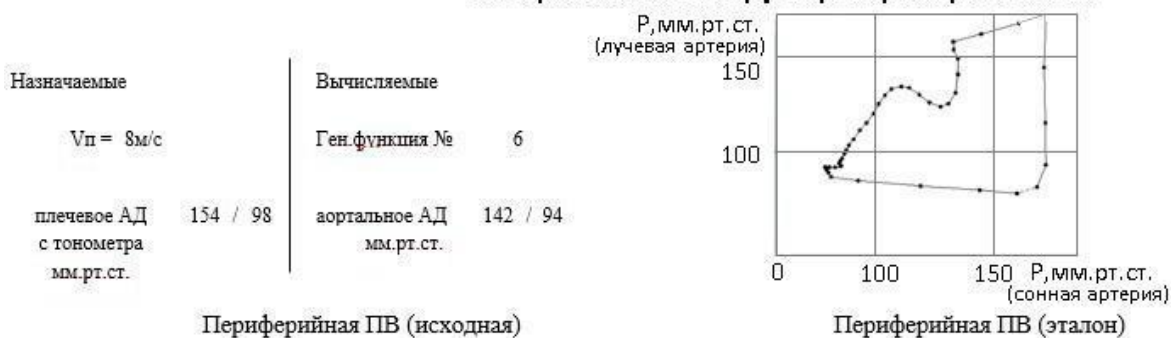 Назначаемые
Vп = 8м/с
плечевое АД 154 / 98
с тонометра
мм.рт.ст.
Вычисляемые
Ген.функция № 6
аортальное АД 142 / 94
мм.рт.ст.
P,мм.рт.ст.
(лучевая артерия)
150
100
0 100 150 P,мм.рт.ст.
(сонная артерия)
Периферийная ПВ (исходная)
Периферийная ПВ (эталон)